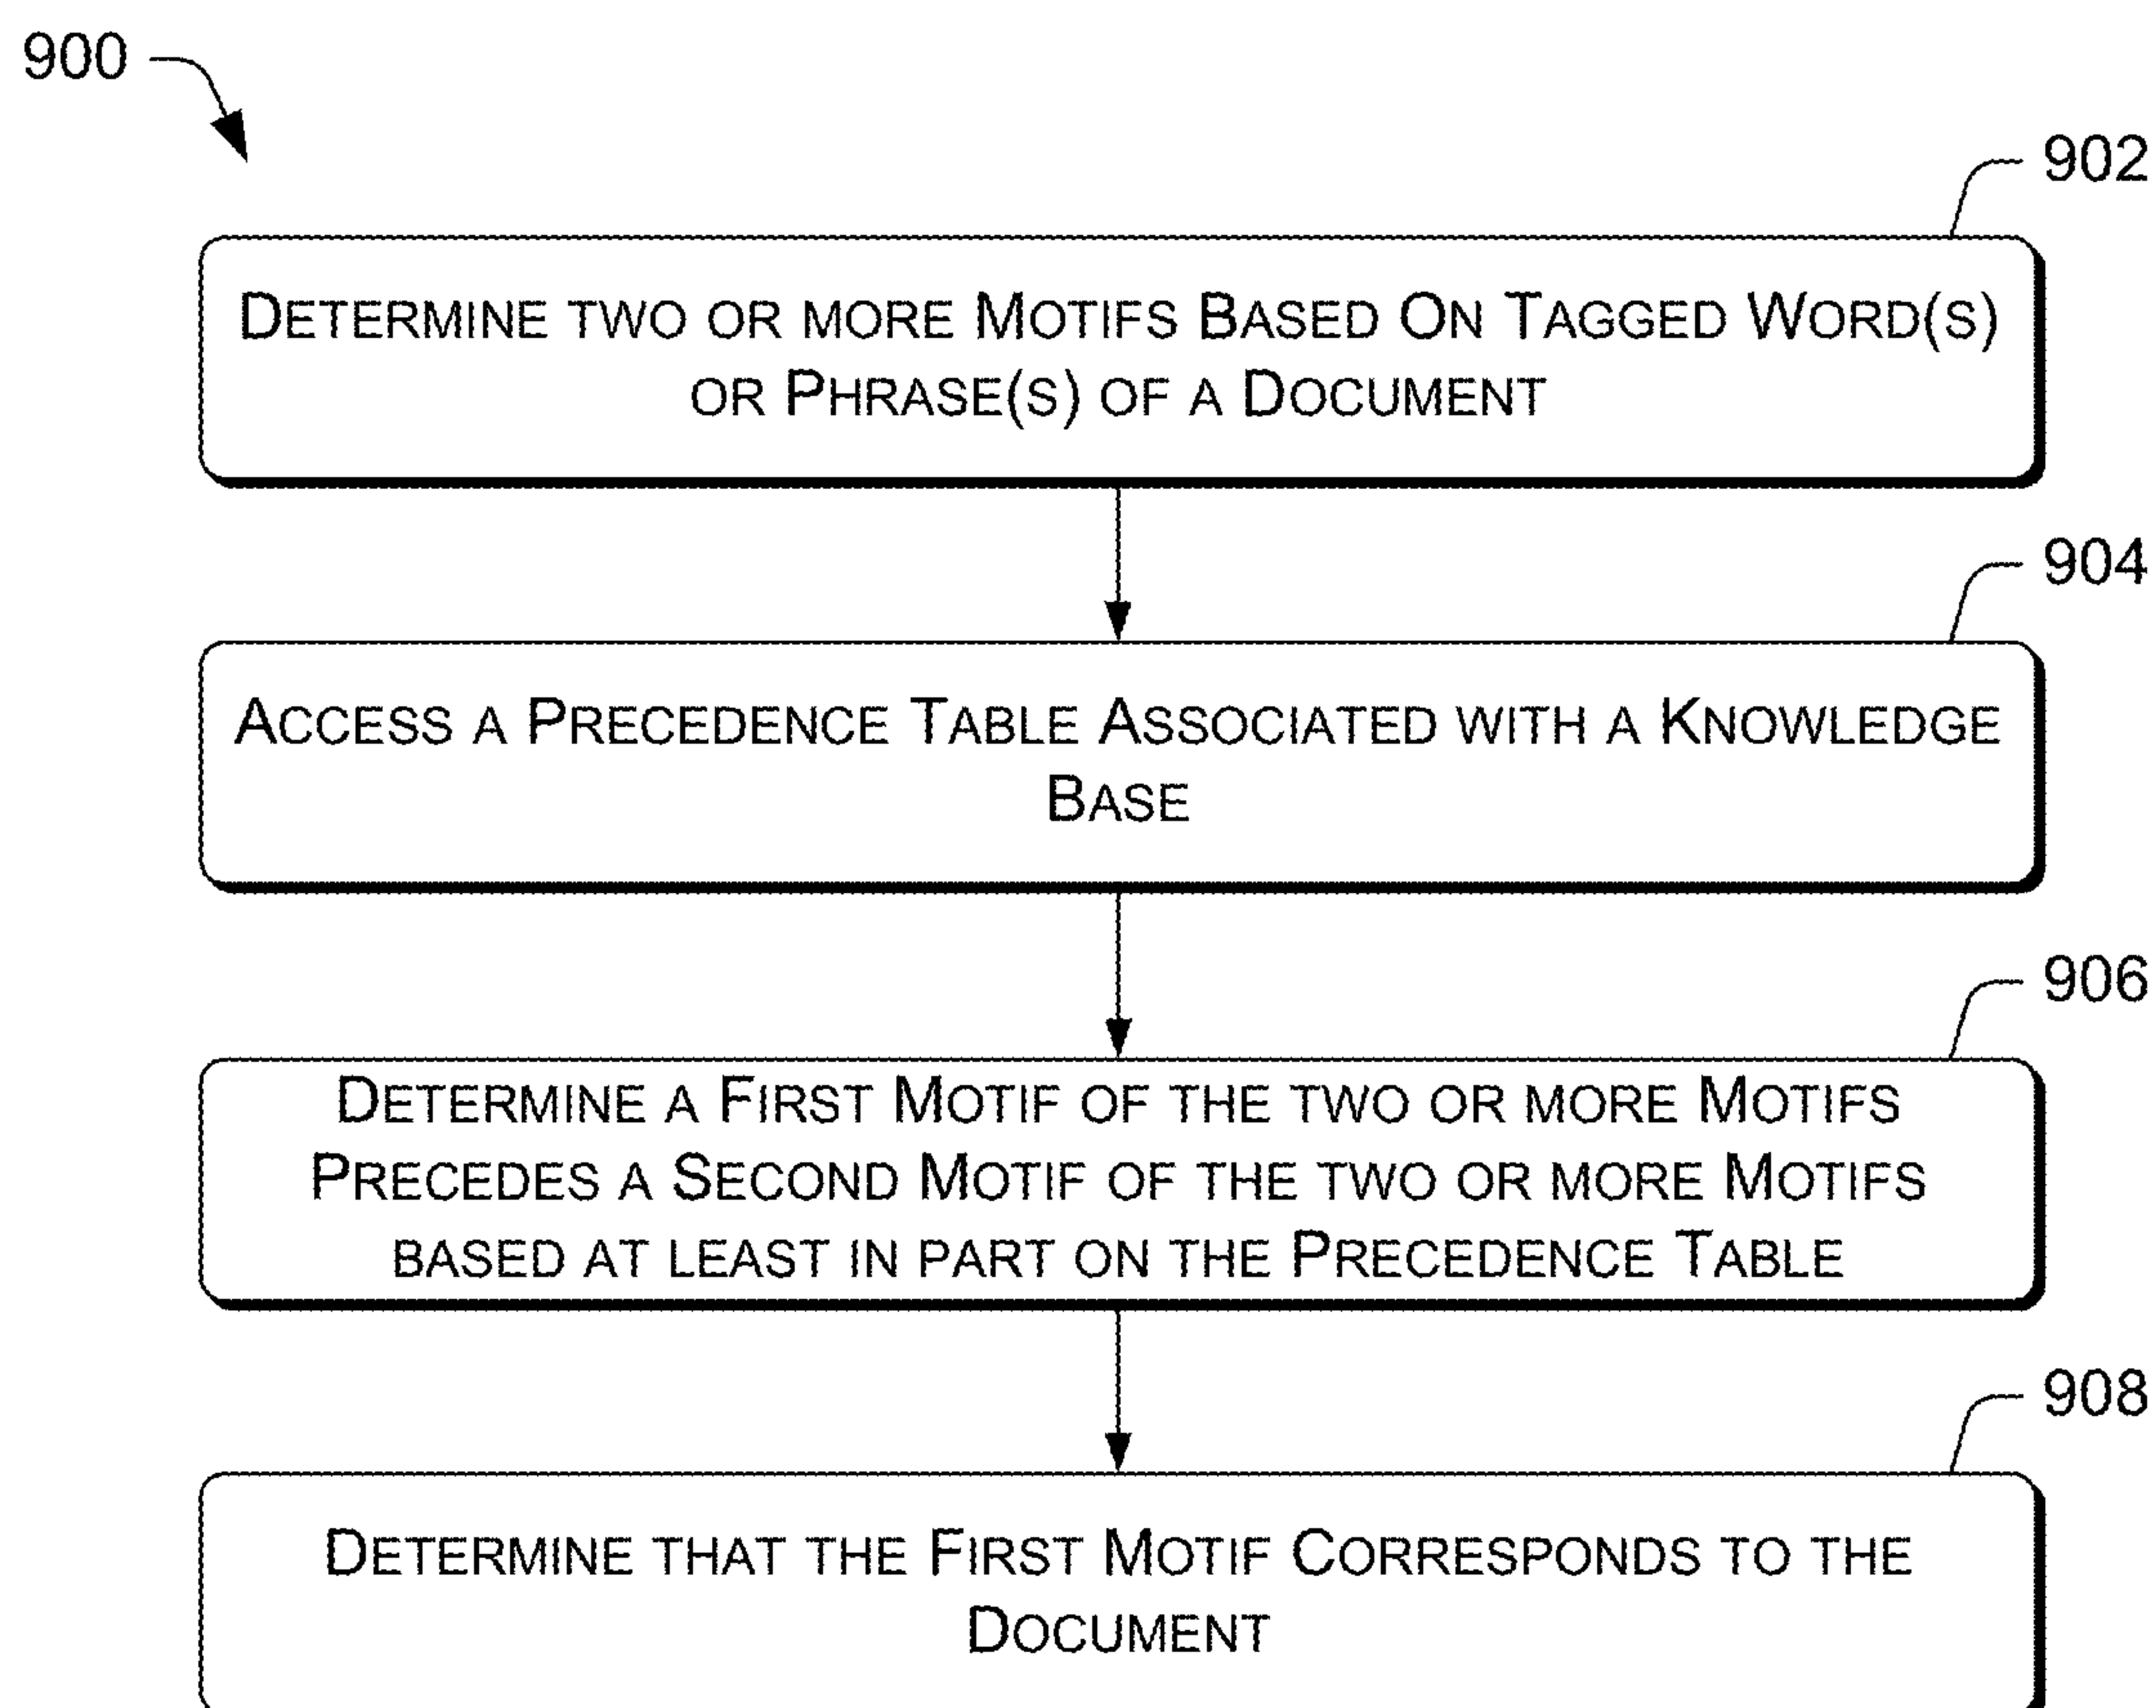 900
902
DETERMINE TWO OR MORE MOTIFS BASED ON TAGGED WORD(S)
OR PHRASE(S) OF A DOCUMENT
904
ACCESS A PRECEDENCE TABLE ASSOCIATED WITH A KNOWLEDGE
BASE
906
DETERMINE A FIRST MOTIF OF THE TWO OR MORE MOTIFS
PRECEDES A SECOND MOTIF OF THE TWO OR MORE MOTIFS
BASED AT LEAST IN PART ON THE PRECEDENCE TABLE
908
DETERMINE THAT THE FIRST MOTIF CORRESPONDS TO THE
DOCUMENT